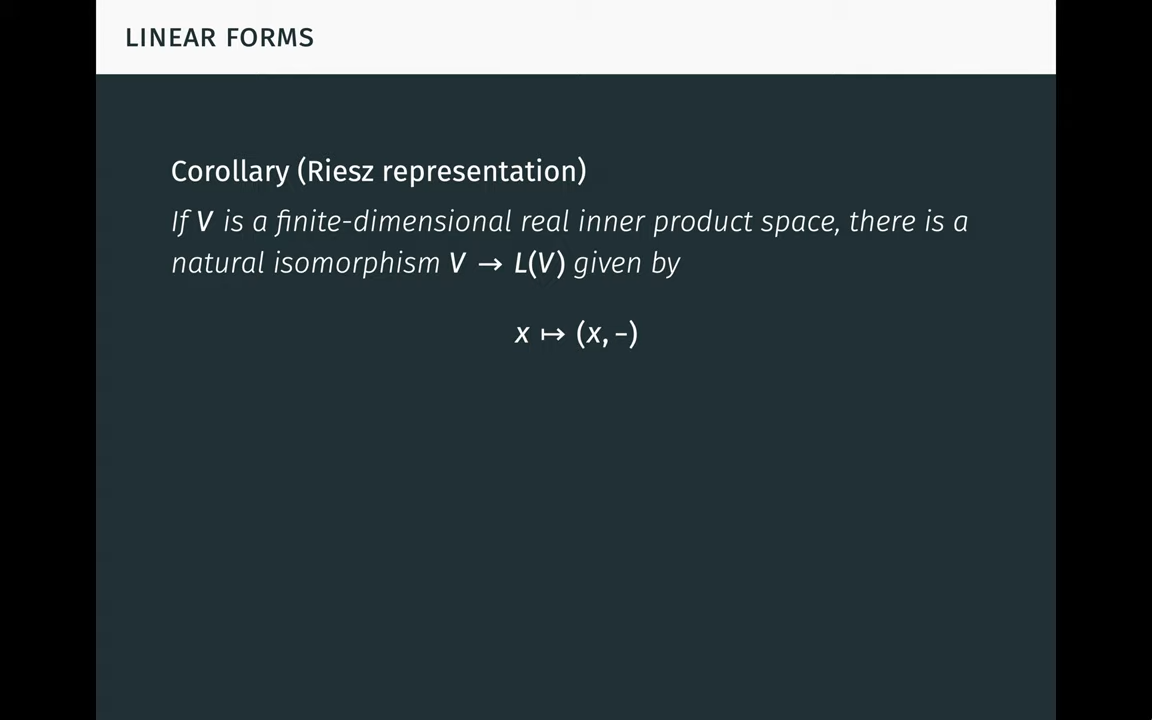 LINEAR FORMS
Corollary (Riesz representation)
If V is a finite-dimensional real inner product space, there is a
natural isomorphism V → L(V) given by
x ↦ (x, −)